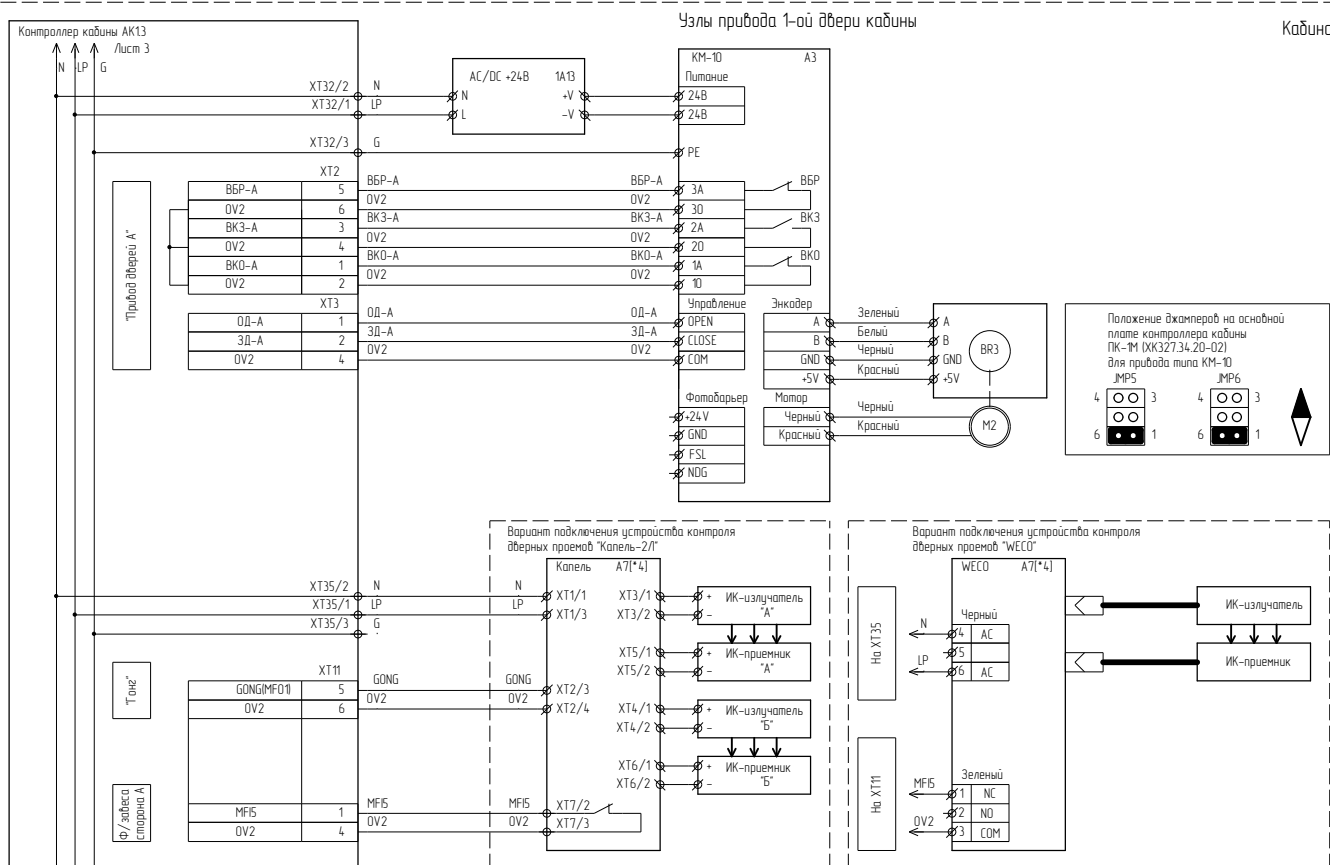 Узлы привода 1-ой двери кабины
Кабина
Контроллер кабины АК1.3
Лист 3
N LP G
XT32/2 N
XT32/1 LP
XT32/3 G
AC/DC +24В 1A13
N +V
L -V
КМ-10 А3
Питание
24В
24В
PE
"Привод дверей А"
XT2
ВБР-А 5 ВБР-А ВБР-А 3А ВБР
0V2 6 0V2 0V2 30
ВКЗ-А 3 ВКЗ-А ВКЗ-А 2А ВКЗ
0V2 4 0V2 0V2 20
ВКО-А 1 ВКО-А ВКО-А 1А ВКО
0V2 2 0V2 0V2 10
XT3
ОД-А 1 ОД-А ОД-А OPEN
ЗД-А 2 ЗД-А ЗД-А CLOSE
0V2 4 0V2 0V2 COM
Управление
Энкодер
A Зеленый A
B Белый B
GND Черный GND
+5V Красный +5V
BR3
Фотобарьер
+24V
GND
FSL
NDG
Мотор
Черный Черный
Красный Красный
M2
Положение джамперов на основной
плате контроллера кабины
ПК-1М (ХК327.34.20-02)
для привода типа КМ-10
JMP5 JMP6
4 3 4 3
6 1 6 1
Вариант подключения устройства контроля
дверных проемов "Капель-2Л"
Капель А7[*4]
XT35/2 N N XT1/1
XT35/1 LP LP XT1/3
XT35/3 G
XT3/1 + ИК-излучатель
XT3/2 - "А"
XT5/1 + ИК-приемник
XT5/2 - "А"
"Гонг"
XT11
GONG(MFO1) 5 GONG GONG XT2/3
0V2 6 0V2 0V2 XT2/4
XT4/1 + ИК-излучатель
XT4/2 - "Б"
XT6/1 + ИК-приемник
XT6/2 - "Б"
Ф/завеса
сторона А
MFI5 1 MFI5 MFI5 XT7/2
0V2 4 0V2 0V2 XT7/3
Вариант подключения устройства контроля
дверных проемов "WECO"
WECO А7[*4]
На XT35
Черный
N 4 AC
5
LP 6 AC
ИК-излучатель
ИК-приемник
На XT11
Зеленый
MFI5 1 NC
2 NO
0V2 3 COM